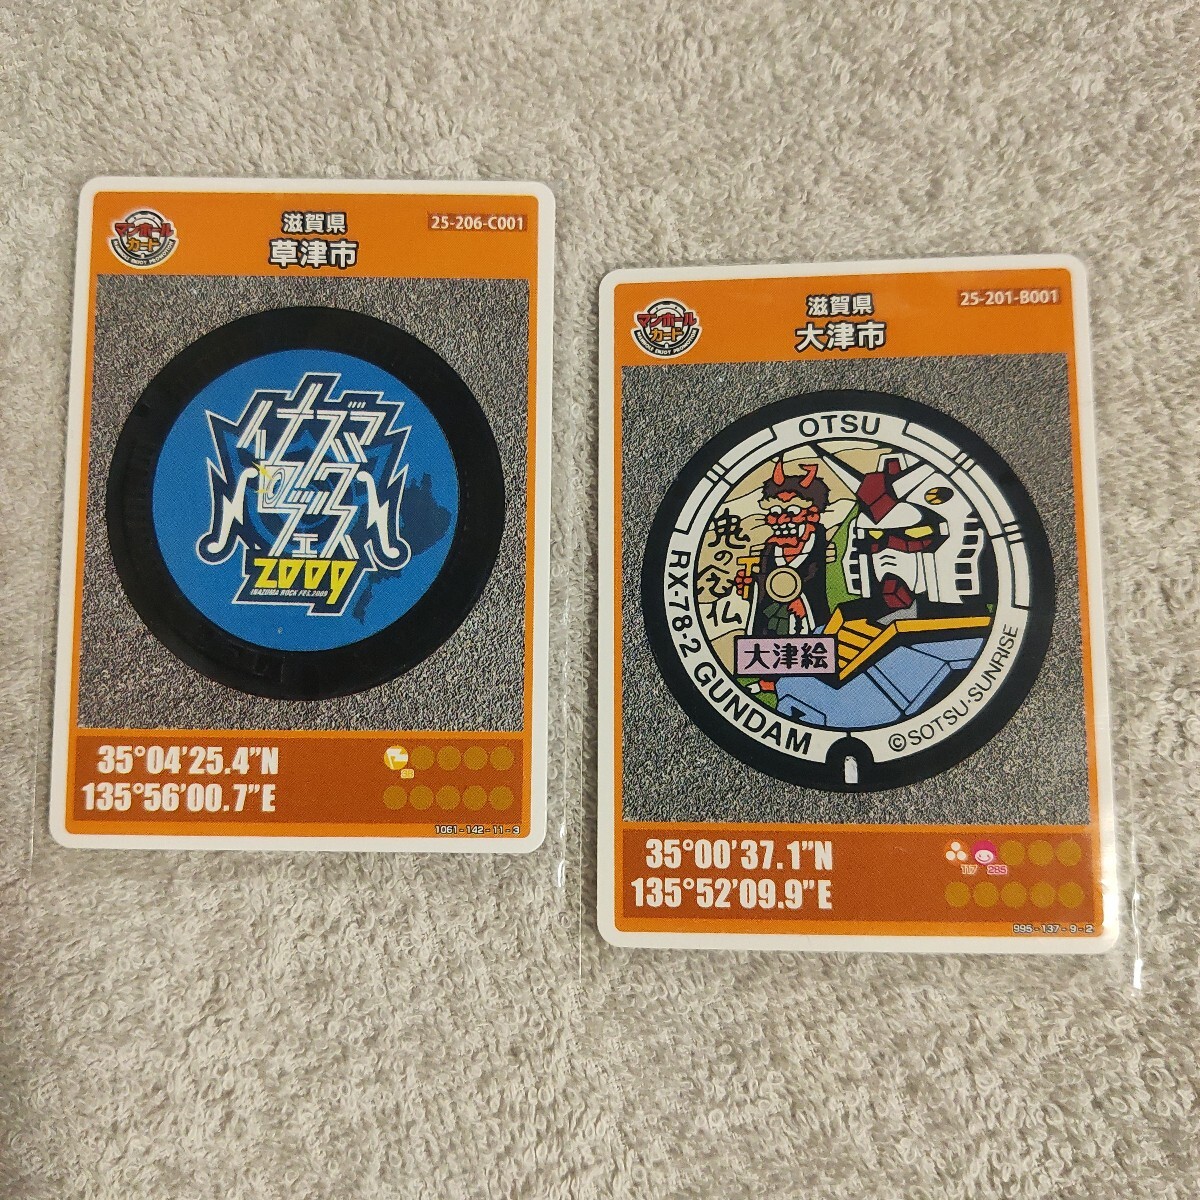 マンホール
カード
滋賀県
草津市
25-206-C001
イナズマ
ロック
フェス
2009
INAZUMA ROCK FES.2009
35°04'25.4"N
135°56'00.7"E
1061-142-11-3
マンホール
カード
滋賀県
大津市
25-201-B001
OTSU
鬼の念仏
大津絵
RX-78-2 GUNDAM
©SOTSU・SUNRISE
35°00'37.1"N
135°52'09.9"E
117
285
995-137-9-2